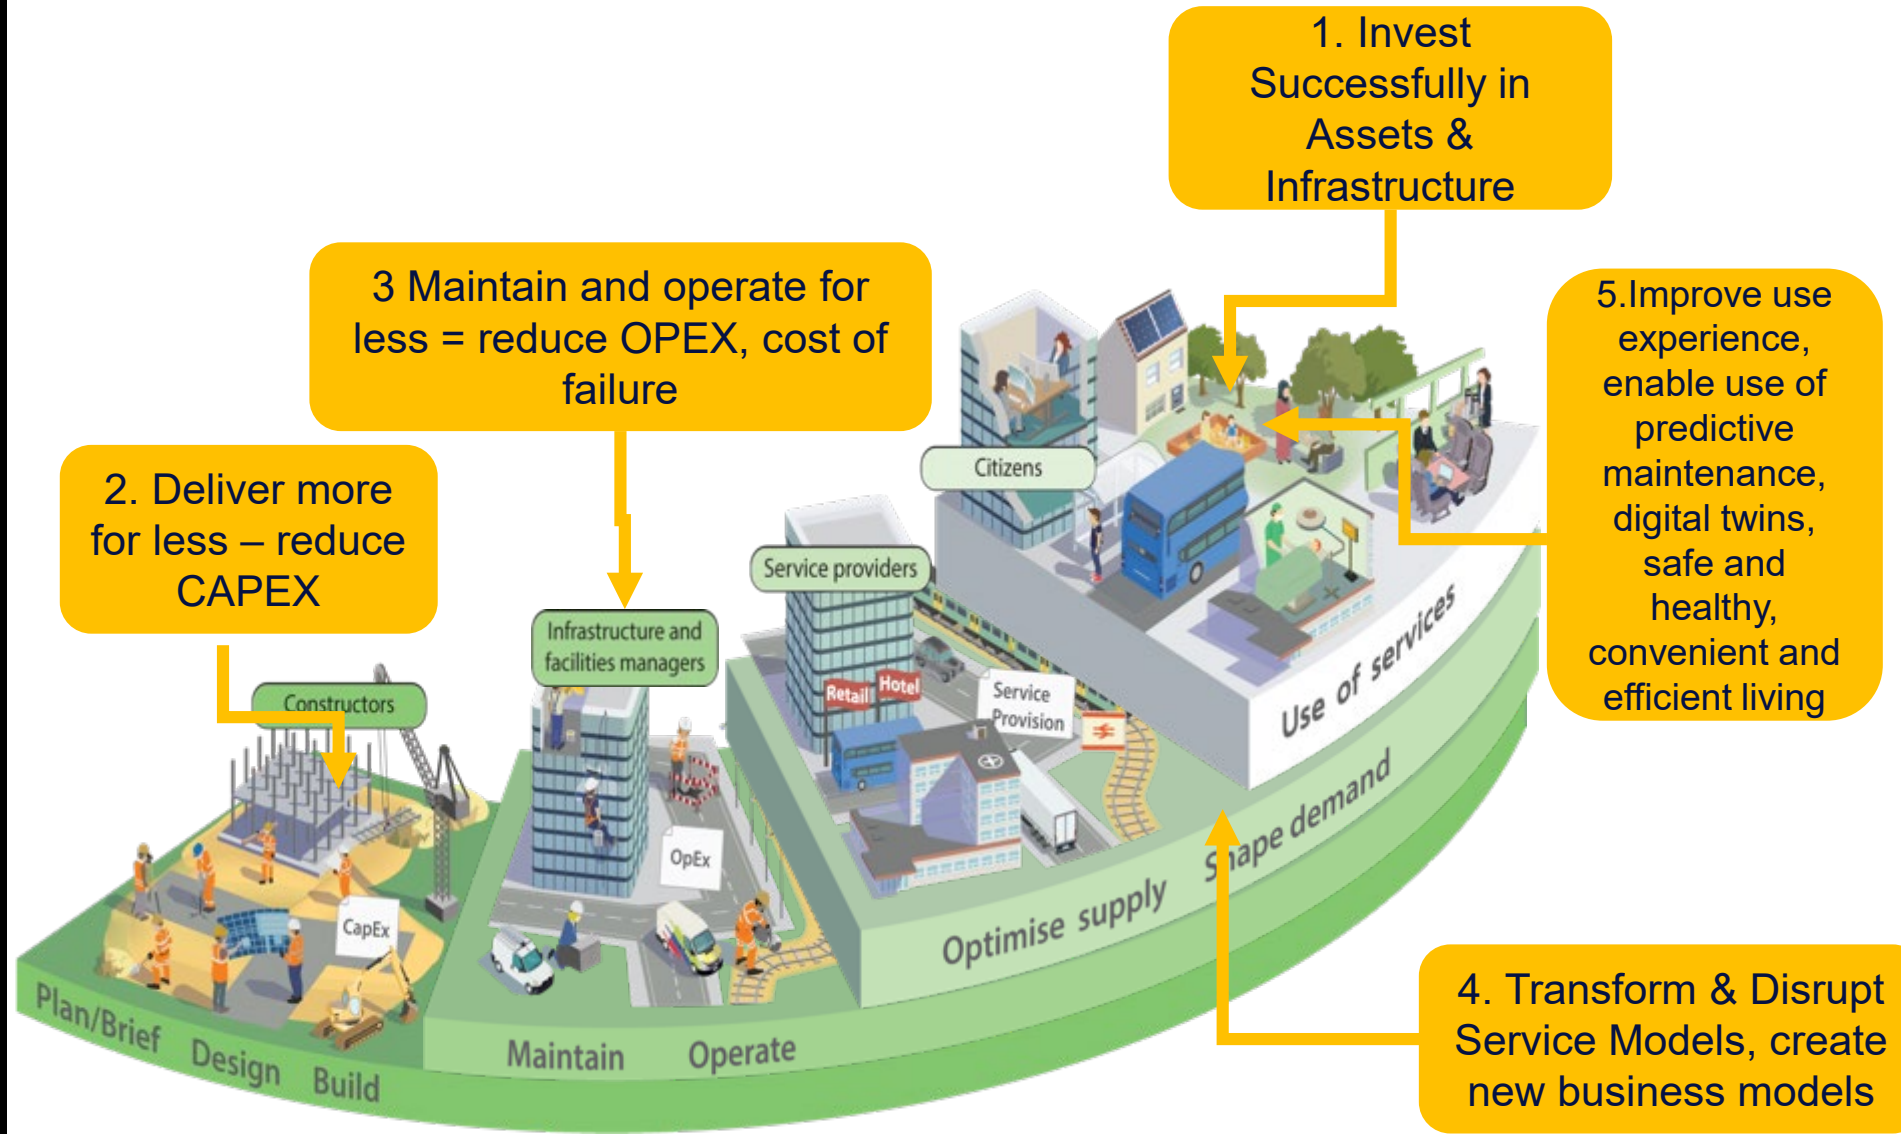 1. Invest
Successfully in
Assets &
Infrastructure
3 Maintain and operate for
less = reduce OPEX, cost of
failure
5.Improve use
experience,
enable use of
predictive
maintenance,
digital twins,
safe and
healthy,
convenient and
efficient living
2. Deliver more
for less – reduce
CAPEX
Citizens
Service providers
Infrastructure and
facilities managers
Constructors
Retail
Hotel
Service
Provision
OpEx
CapEx
Use of services
Optimise supply Shape demand
Maintain Operate
Plan/Brief Design Build
4. Transform & Disrupt
Service Models, create
new business models